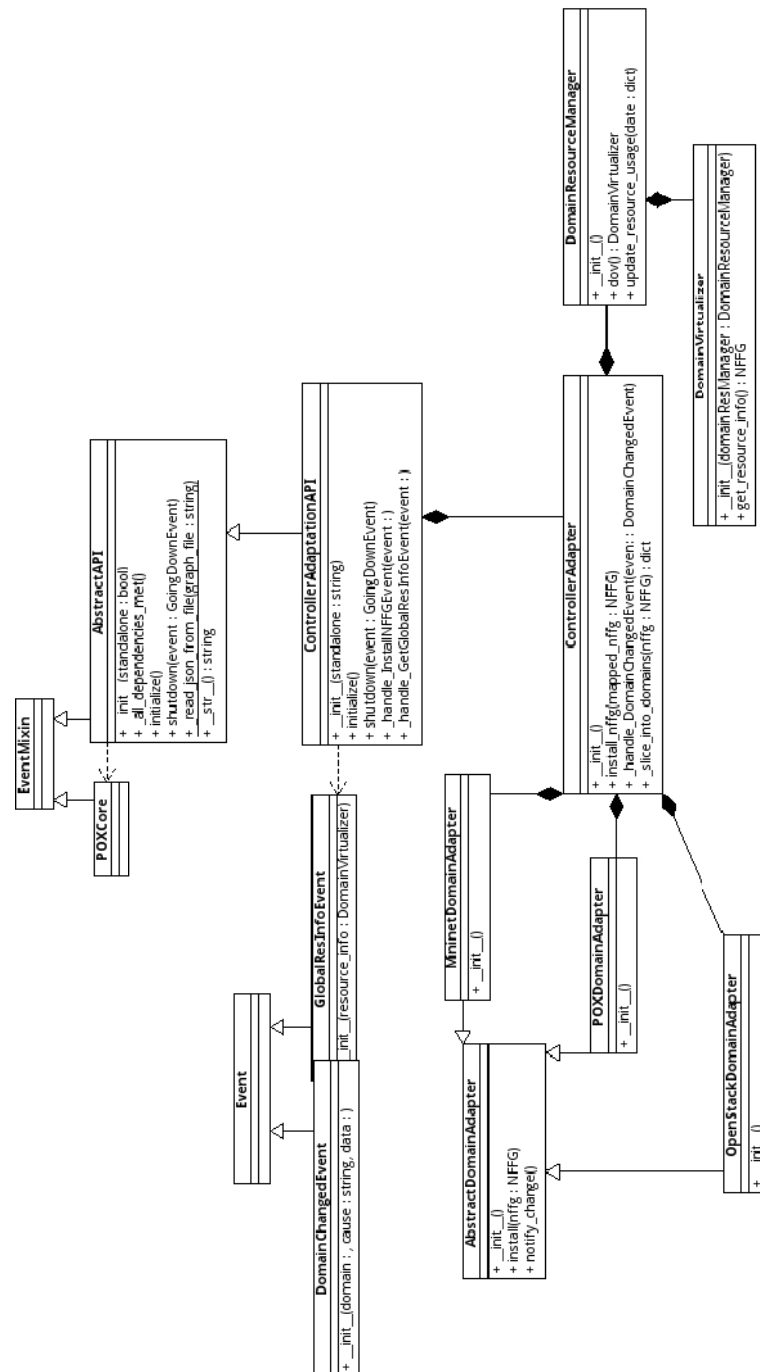 EventMixin
POXCore
AbstractAPI
+ __init__(standalone : bool)
+ _all_dependencies_met()
+ initialize()
+ shutdown(event : GoingDownEvent)
+ _read_json_from_file(graph_file : string)
+ __str__() : string
Event
GlobalResInfoEvent
__init__(resource_info : DomainVirtualizer)
DomainChangedEvent
+ __init__(domain : , cause : string, data : )
ControllerAdaptationAPI
+ __init__(standalone : string)
+ initialize()
+ shutdown(event : GoingDownEvent)
+ _handle_InstallNFFGEvent(event : )
+ _handle_GetGlobalResInfoEvent(event : )
MininetDomainAdapter
+ __init__()
AbstractDomainAdapter
+ __init__()
+ install(nffg : NFFG)
+ notify_change()
POXDomainAdapter
+ __init__()
OpenStackDomainAdapter
+ __init__()
ControllerAdapter
+ __init__()
+ install_nffg(mapped_nffg : NFFG)
+ _handle_DomainChangedEvent(event : DomainChangedEvent)
+ _slice_into_domains(nffg : NFFG) : dict
DomainResourceManager
+ __init__()
+ dov() : DomainVirtualizer
+ update_resource_usage(date : dict)
DomainVirtualizer
+ __init__(domainResManager : DomainResourceManager)
+ get_resource_info() : NFFG